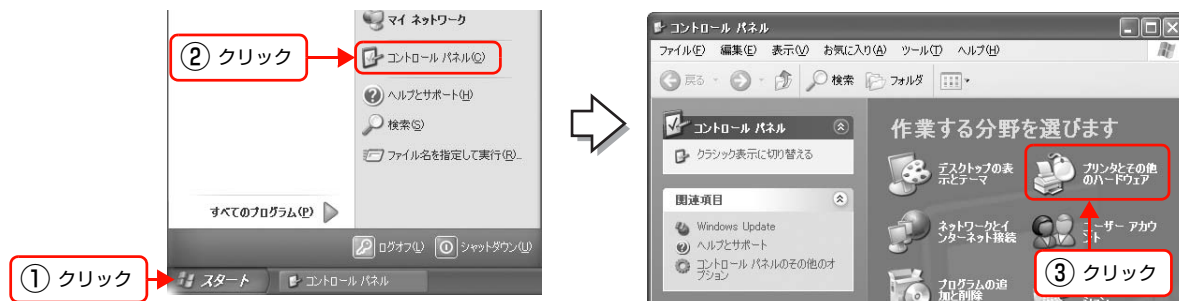 マイ ネットワーク
② クリック
コントロール パネル(C)
ヘルプとサポート(H)
検索(S)
ファイル名を指定して実行(R)...
すべてのプログラム(P)
ログオフ(L)
シャットダウン(U)
① クリック
スタート
コントロール パネル
コントロール パネル
ファイル(F) 編集(E) 表示(V) お気に入り(A) ツール(T) ヘルプ(H)
戻る
検索
フォルダ
コントロール パネル
クラシック表示に切り替える
関連項目
Windows Update
ヘルプとサポート
コントロール パネルのその他のオ
プション
作業する分野を選びます
デスクトップの表
示とテーマ
プリンタとその他
のハードウェア
ネットワークとイ
ンターネット接続
ユーザー アカウ
ント
プログラムの追
加と削除
③ クリック